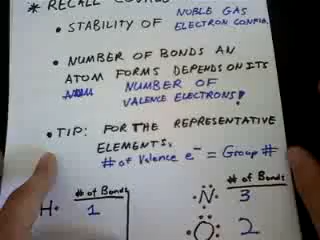 * RECALL
• STABILITY OF NOBLE GAS
ELECTRON CONFIG.
• NUMBER OF BONDS AN
ATOM FORMS DEPENDS ON ITS
NUMBER OF
VALENCE ELECTRONS!
• TIP: FOR THE REPRESENTATIVE
ELEMENTS,
# of Valence e⁻ = Group #
# of Bonds
H• 1
# of Bonds
N 3
O 2